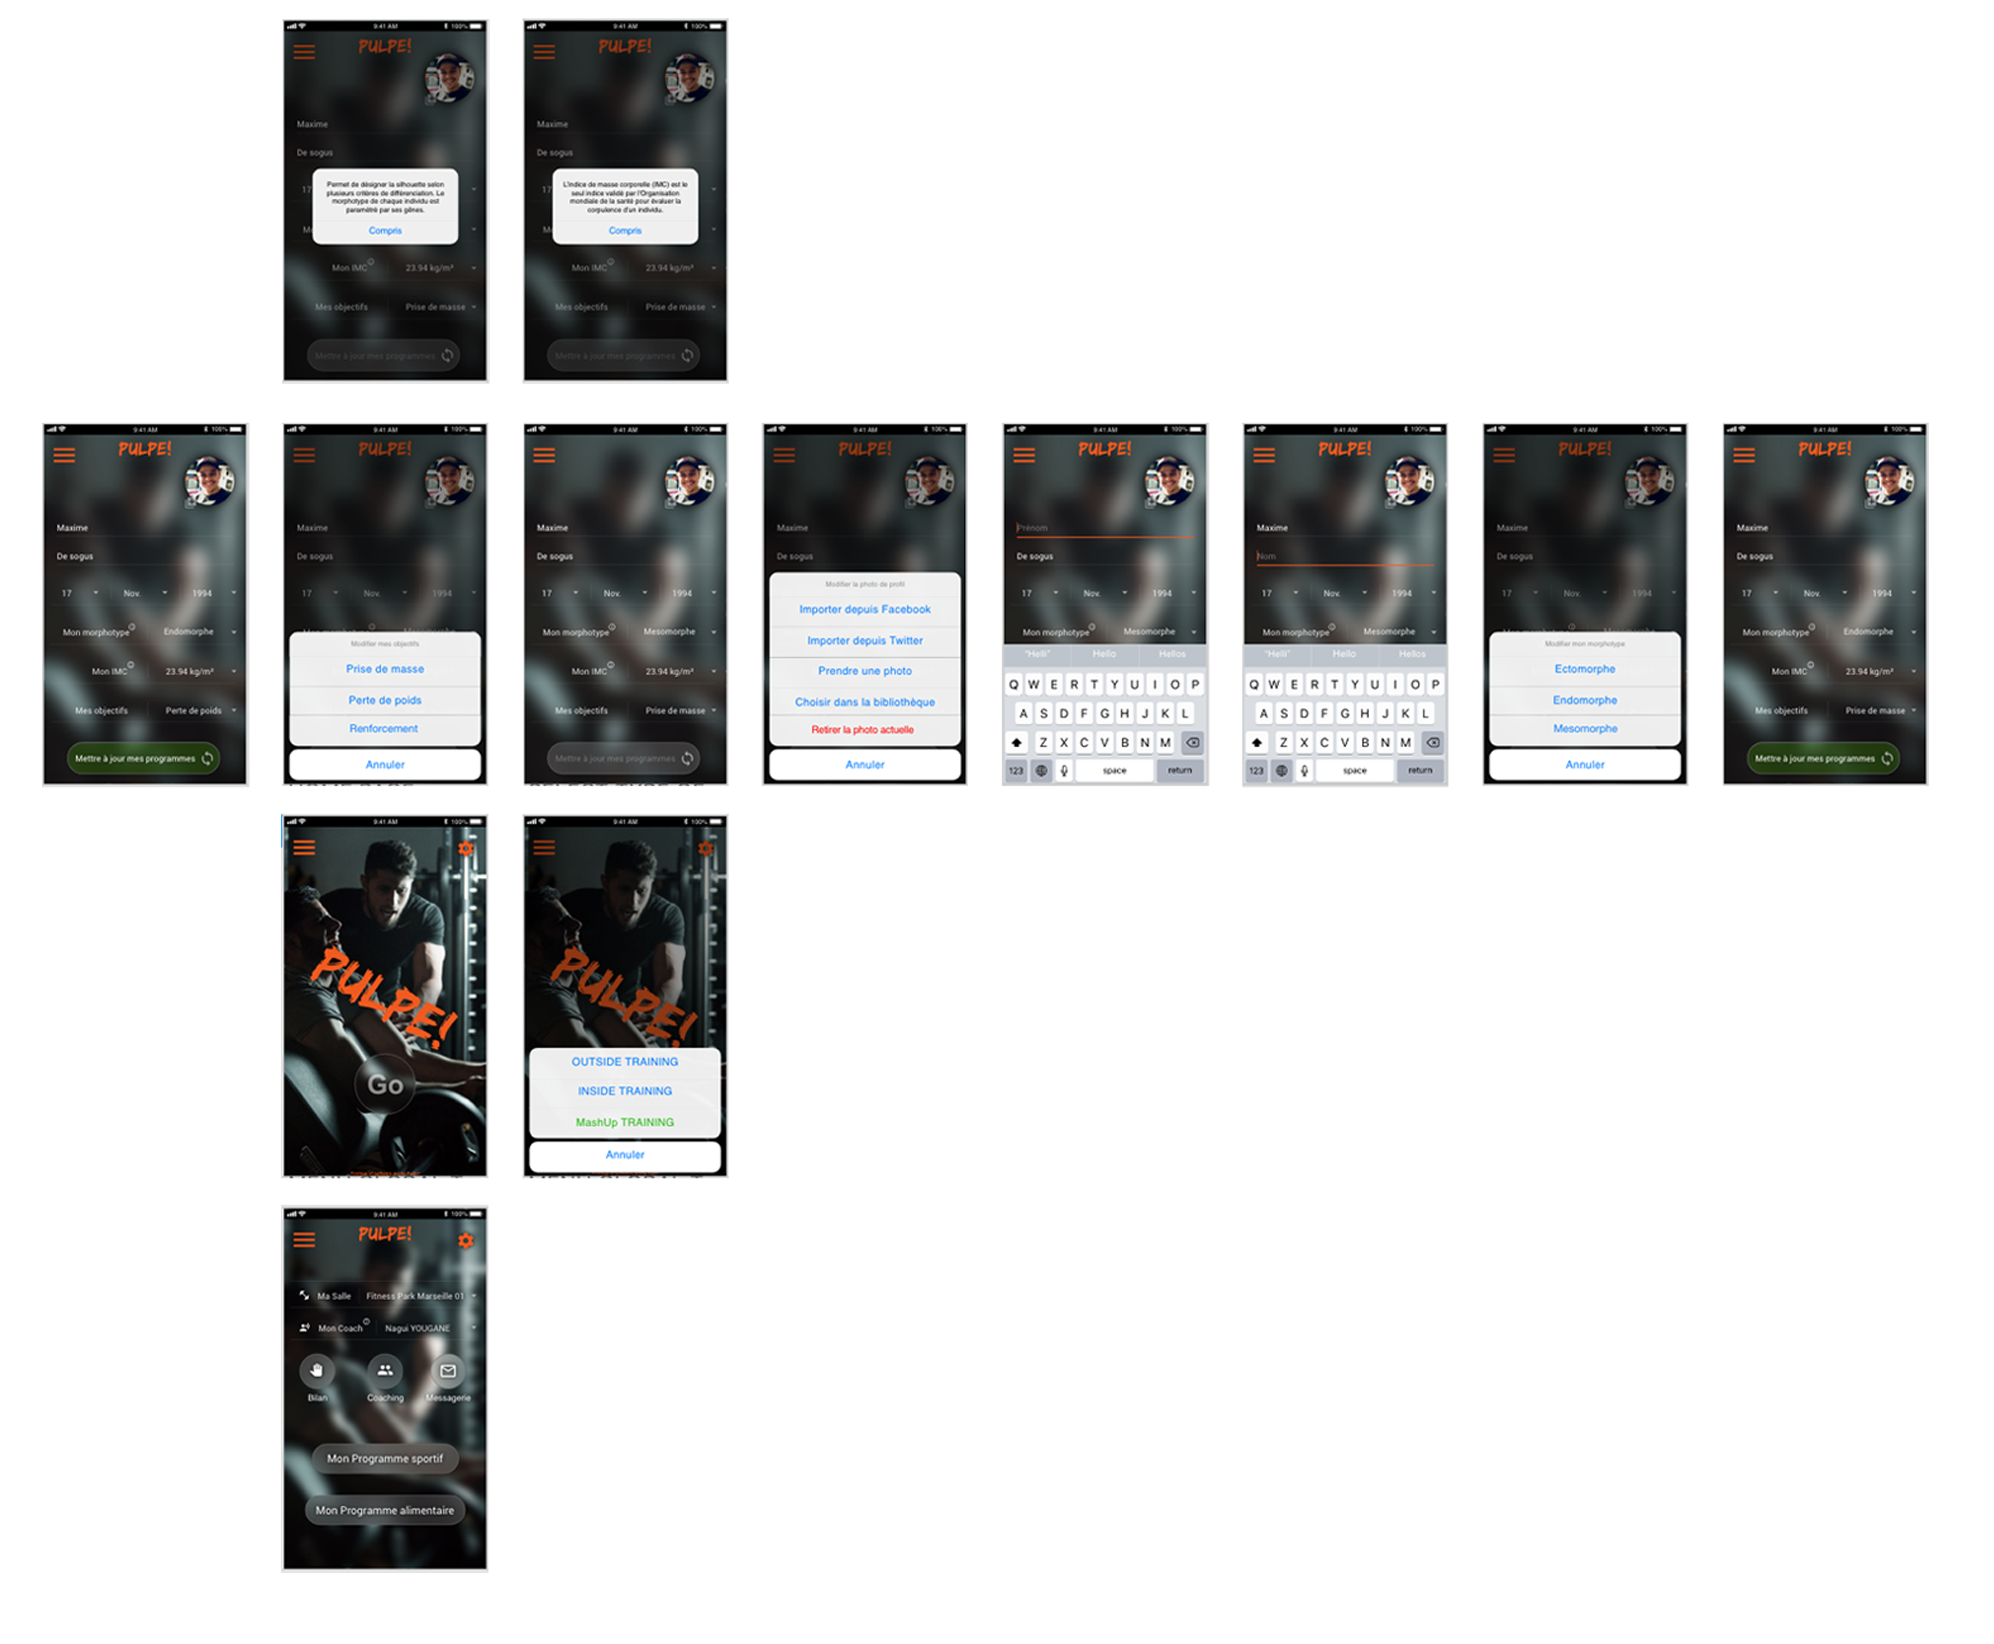 9:41 AM 100%
PULPE!
Maxime
De sogus
17
Permet de désigner la silhouette selon
plusieurs critères de différenciation. Le
morphotype de chaque individu est
paramétré par ses gênes.
Compris
Mon IMC 23.94 kg/m²
Mes objectifs Prise de masse
Mettre à jour mes programmes
9:41 AM 100%
PULPE!
Maxime
De sogus
17
L'indice de masse corporelle (IMC) est le
seul indice validé par l'Organisation
mondiale de la santé pour évaluer la
corpulence d'un individu.
Compris
Mon IMC 23.94 kg/m²
Mes objectifs Prise de masse
Mettre à jour mes programmes
9:41 AM 100%
PULPE!
Maxime
De sogus
17 Nov. 1994
Mon morphotype Endomorphe
Mon IMC 23.94 kg/m²
Mes objectifs Perte de poids
Mettre à jour mes programmes
9:41 AM 100%
PULPE!
Maxime
De sogus
17 Nov. 1994
Modifier mes objectifs
Prise de masse
Perte de poids
Renforcement
Annuler
9:41 AM 100%
Maxime
De sogus
17 Nov. 1994
Mon morphotype Mesomorphe
Mon IMC 23.94 kg/m²
Mes objectifs Prise de masse
Mettre à jour mes programmes
9:41 AM 100%
PULPE!
Maxime
De sogus
Modifier la photo de profil
Importer depuis Facebook
Importer depuis Twitter
Prendre une photo
Choisir dans la bibliothèque
Retirer la photo actuelle
Annuler
9:41 AM 100%
PULPE!
Prénom
De sogus
17 Nov. 1994
Mon morphotype Mesomorphe
"Helli" Hello Hellos
Q W E R T Y U I O P
A S D F G H J K L
Z X C V B N M
123 space return
9:41 AM 100%
PULPE!
Maxime
Nom
17 Nov. 1994
Mon morphotype Mesomorphe
"Helli" Hello Hellos
Q W E R T Y U I O P
A S D F G H J K L
Z X C V B N M
123 space return
9:41 AM 100%
PULPE!
Maxime
De sogus
17 Nov. 1994
Modifier mon morphotype
Ectomorphe
Endomorphe
Mesomorphe
Annuler
9:41 AM 100%
PULPE!
Maxime
De sogus
17 Nov. 1994
Mon morphotype Endomorphe
Mon IMC 23.94 kg/m²
Mes objectifs Prise de masse
Mettre à jour mes programmes
9:41 AM 100%
PULPE!
Go
9:41 AM 100%
PULPE!
OUTSIDE TRAINING
INSIDE TRAINING
MashUp TRAINING
Annuler
9:41 AM 100%
PULPE!
Ma Salle Fitness Park Marseille 01
Mon Coach Nagui YOUGANE
Bilan Coaching Messagerie
Mon Programme sportif
Mon Programme alimentaire